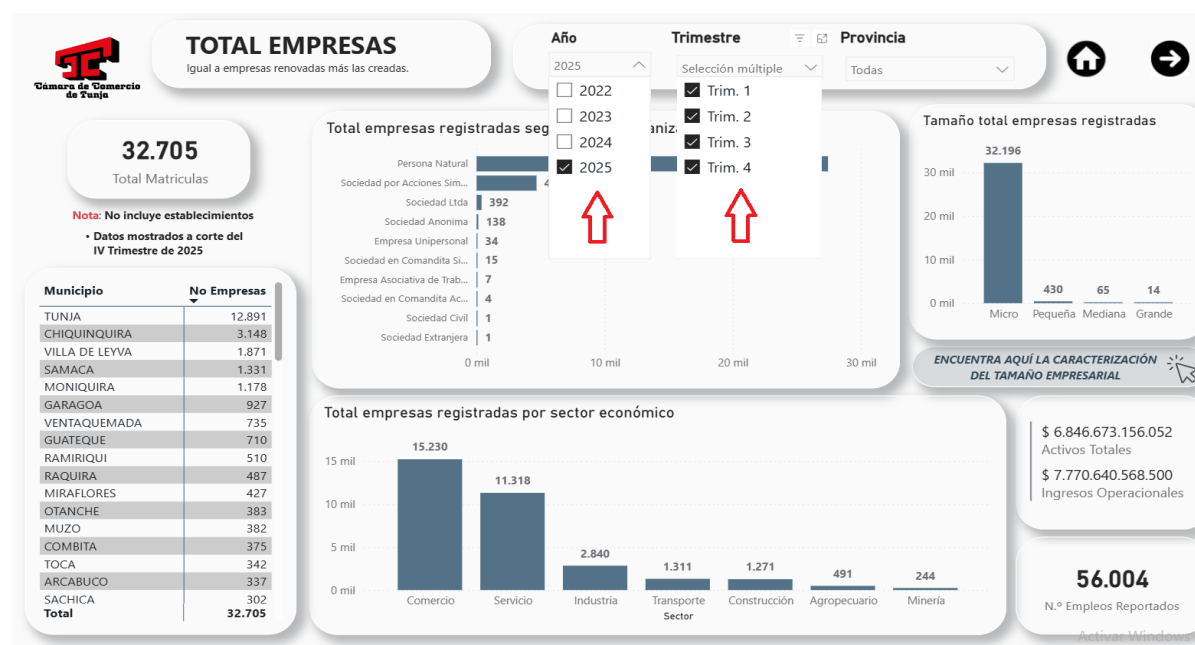 Cámara de Comercio
de Tunja
TOTAL EMPRESAS
Igual a empresas renovadas más las creadas.
Año
2025
2022
2023
2024
2025
Trimestre
Selección múltiple
Trim. 1
Trim. 2
Trim. 3
Trim. 4
Provincia
Todas
32.705
Total Matriculas
Nota: No incluye establecimientos
• Datos mostrados a corte del
IV Trimestre de 2025
Municipio No Empresas
TUNJA 12.891
CHIQUINQUIRA 3.148
VILLA DE LEYVA 1.871
SAMACA 1.331
MONIQUIRA 1.178
GARAGOA 927
VENTAQUEMADA 735
GUATEQUE 710
RAMIRIQUI 510
RAQUIRA 487
MIRAFLORES 427
OTANCHE 383
MUZO 382
COMBITA 375
TOCA 342
ARCABUCO 337
SACHICA 302
Total 32.705
Total empresas registradas
Persona Natural
Sociedad por Acciones Sim...
Sociedad Ltda 392
Sociedad Anonima 138
Empresa Unipersonal 34
Sociedad en Comandita Si... 15
Empresa Asociativa de Trab... 7
Sociedad en Comandita Ac... 4
Sociedad Civil 1
Sociedad Extranjera 1
0 mil 10 mil 20 mil 30 mil
Tamaño total empresas registradas
32.196
30 mil
20 mil
10 mil
430 65 14
0 mil
Micro Pequeña Mediana Grande
ENCUENTRA AQUÍ LA CARACTERIZACIÓN
DEL TAMAÑO EMPRESARIAL
Total empresas registradas por sector económico
15.230
15 mil
11.318
10 mil
5 mil
2.840
1.311 1.271 491 244
0 mil
Comercio Servicio Industria Transporte Construcción Agropecuario Minería
Sector
$ 6.846.673.156.052
Activos Totales
$ 7.770.640.568.500
Ingresos Operacionales
56.004
N.º Empleos Reportados
Activar Windows